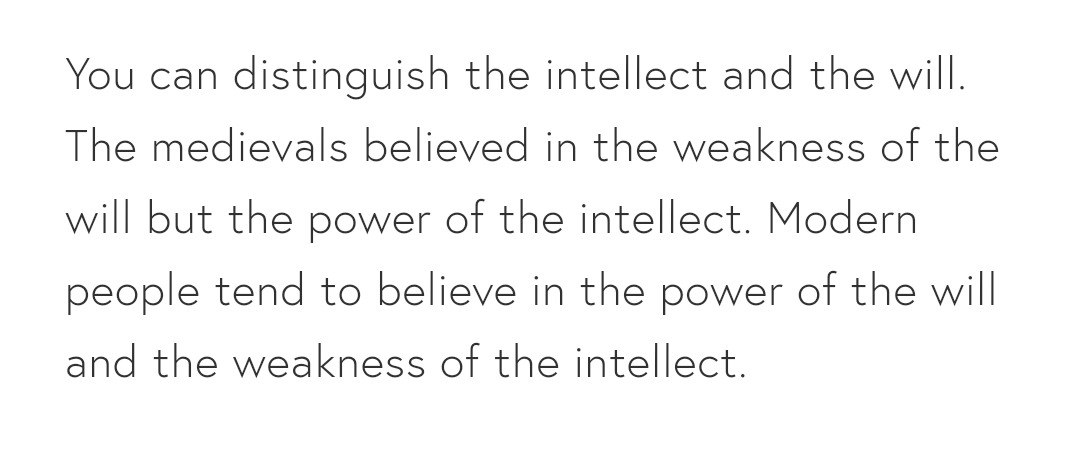 You can distinguish the intellect and the will.
The medievals believed in the weakness of the
will but the power of the intellect. Modern
people tend to believe in the power of the will
and the weakness of the intellect.